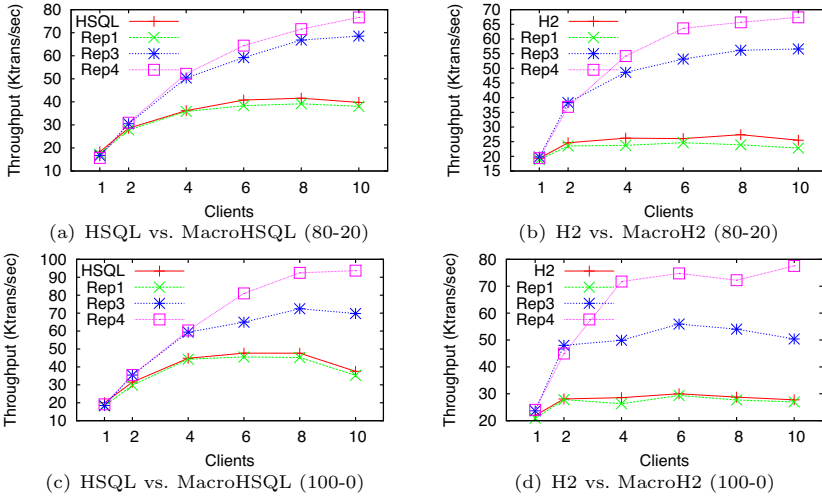 Throughput (Ktrans/sec)
80
70
60
50
40
30
20
10
HSQL
Rep1
Rep3
Rep4
1 2 4 6 8 10
Clients
(a) HSQL vs. MacroHSQL (80-20)
Throughput (Ktrans/sec)
70
65
60
55
50
45
40
35
30
25
20
15
H2
Rep1
Rep3
Rep4
1 2 4 6 8 10
Clients
(b) H2 vs. MacroH2 (80-20)
Throughput (Ktrans/sec)
100
90
80
70
60
50
40
30
20
10
HSQL
Rep1
Rep3
Rep4
1 2 4 6 8 10
Clients
(c) HSQL vs. MacroHSQL (100-0)
Throughput (Ktrans/sec)
80
70
60
50
40
30
20
H2
Rep1
Rep3
Rep4
1 2 4 6 8 10
Clients
(d) H2 vs. MacroH2 (100-0)